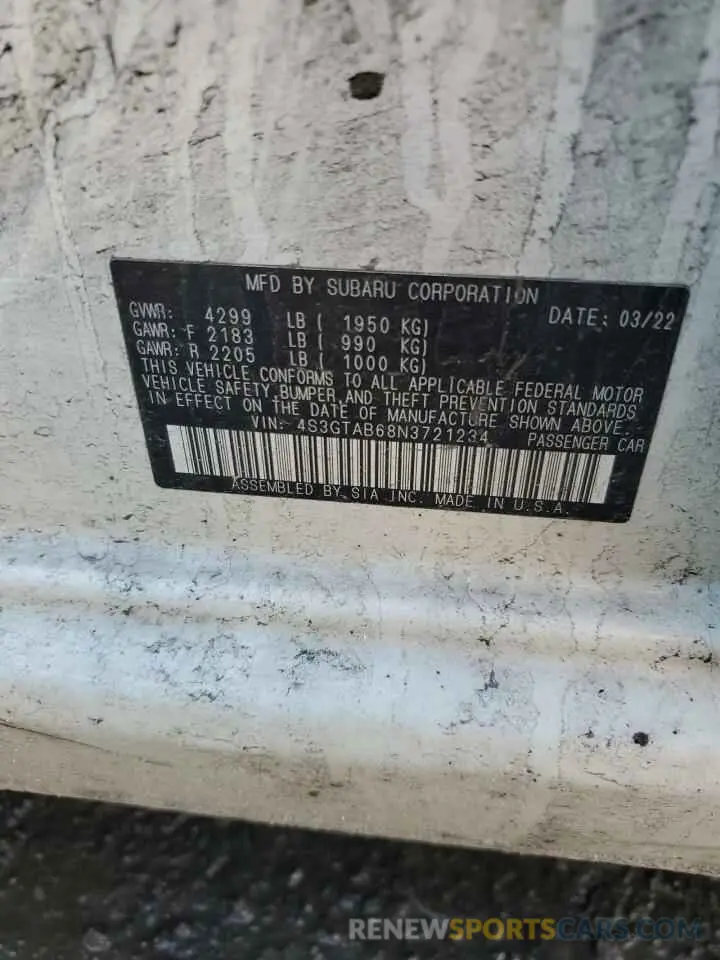 MFD BY SUBARU CORPORATION
DATE: 03/22
GVWR: 4299 LB ( 1950 KG)
GAWR: F 2183 LB ( 990 KG)
GAWR: R 2205 LB ( 1000 KG)
THIS VEHICLE CONFORMS TO ALL APPLICABLE FEDERAL MOTOR
VEHICLE SAFETY, BUMPER, AND THEFT PREVENTION STANDARDS
IN EFFECT ON THE DATE OF MANUFACTURE SHOWN ABOVE.
VIN: 4S3GTAB68N3721234 PASSENGER CAR
ASSEMBLED BY SIA INC. MADE IN U.S.A.
RENEWSPORTSCARS.COM